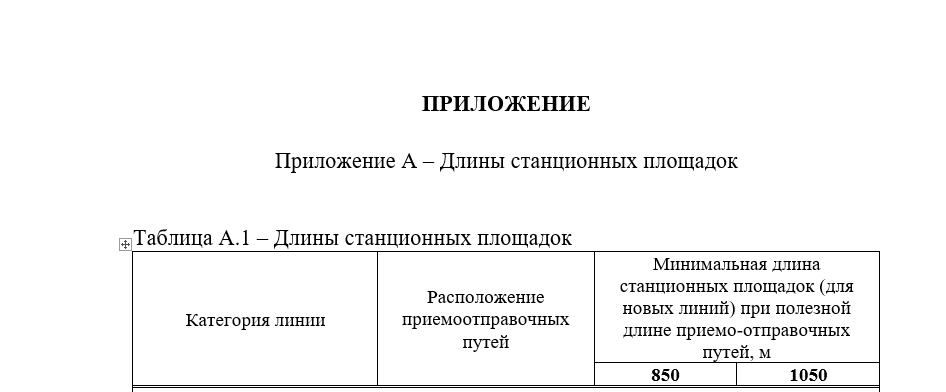 ПРИЛОЖЕНИЕ
Приложение А – Длины станционных площадок
Таблица А.1 – Длины станционных площадок
Категория линии
Расположение
приемоотправочных
путей
Минимальная длина
станционных площадок (для
новых линий) при полезной
длине приемо-отправочных
путей, м
850 1050